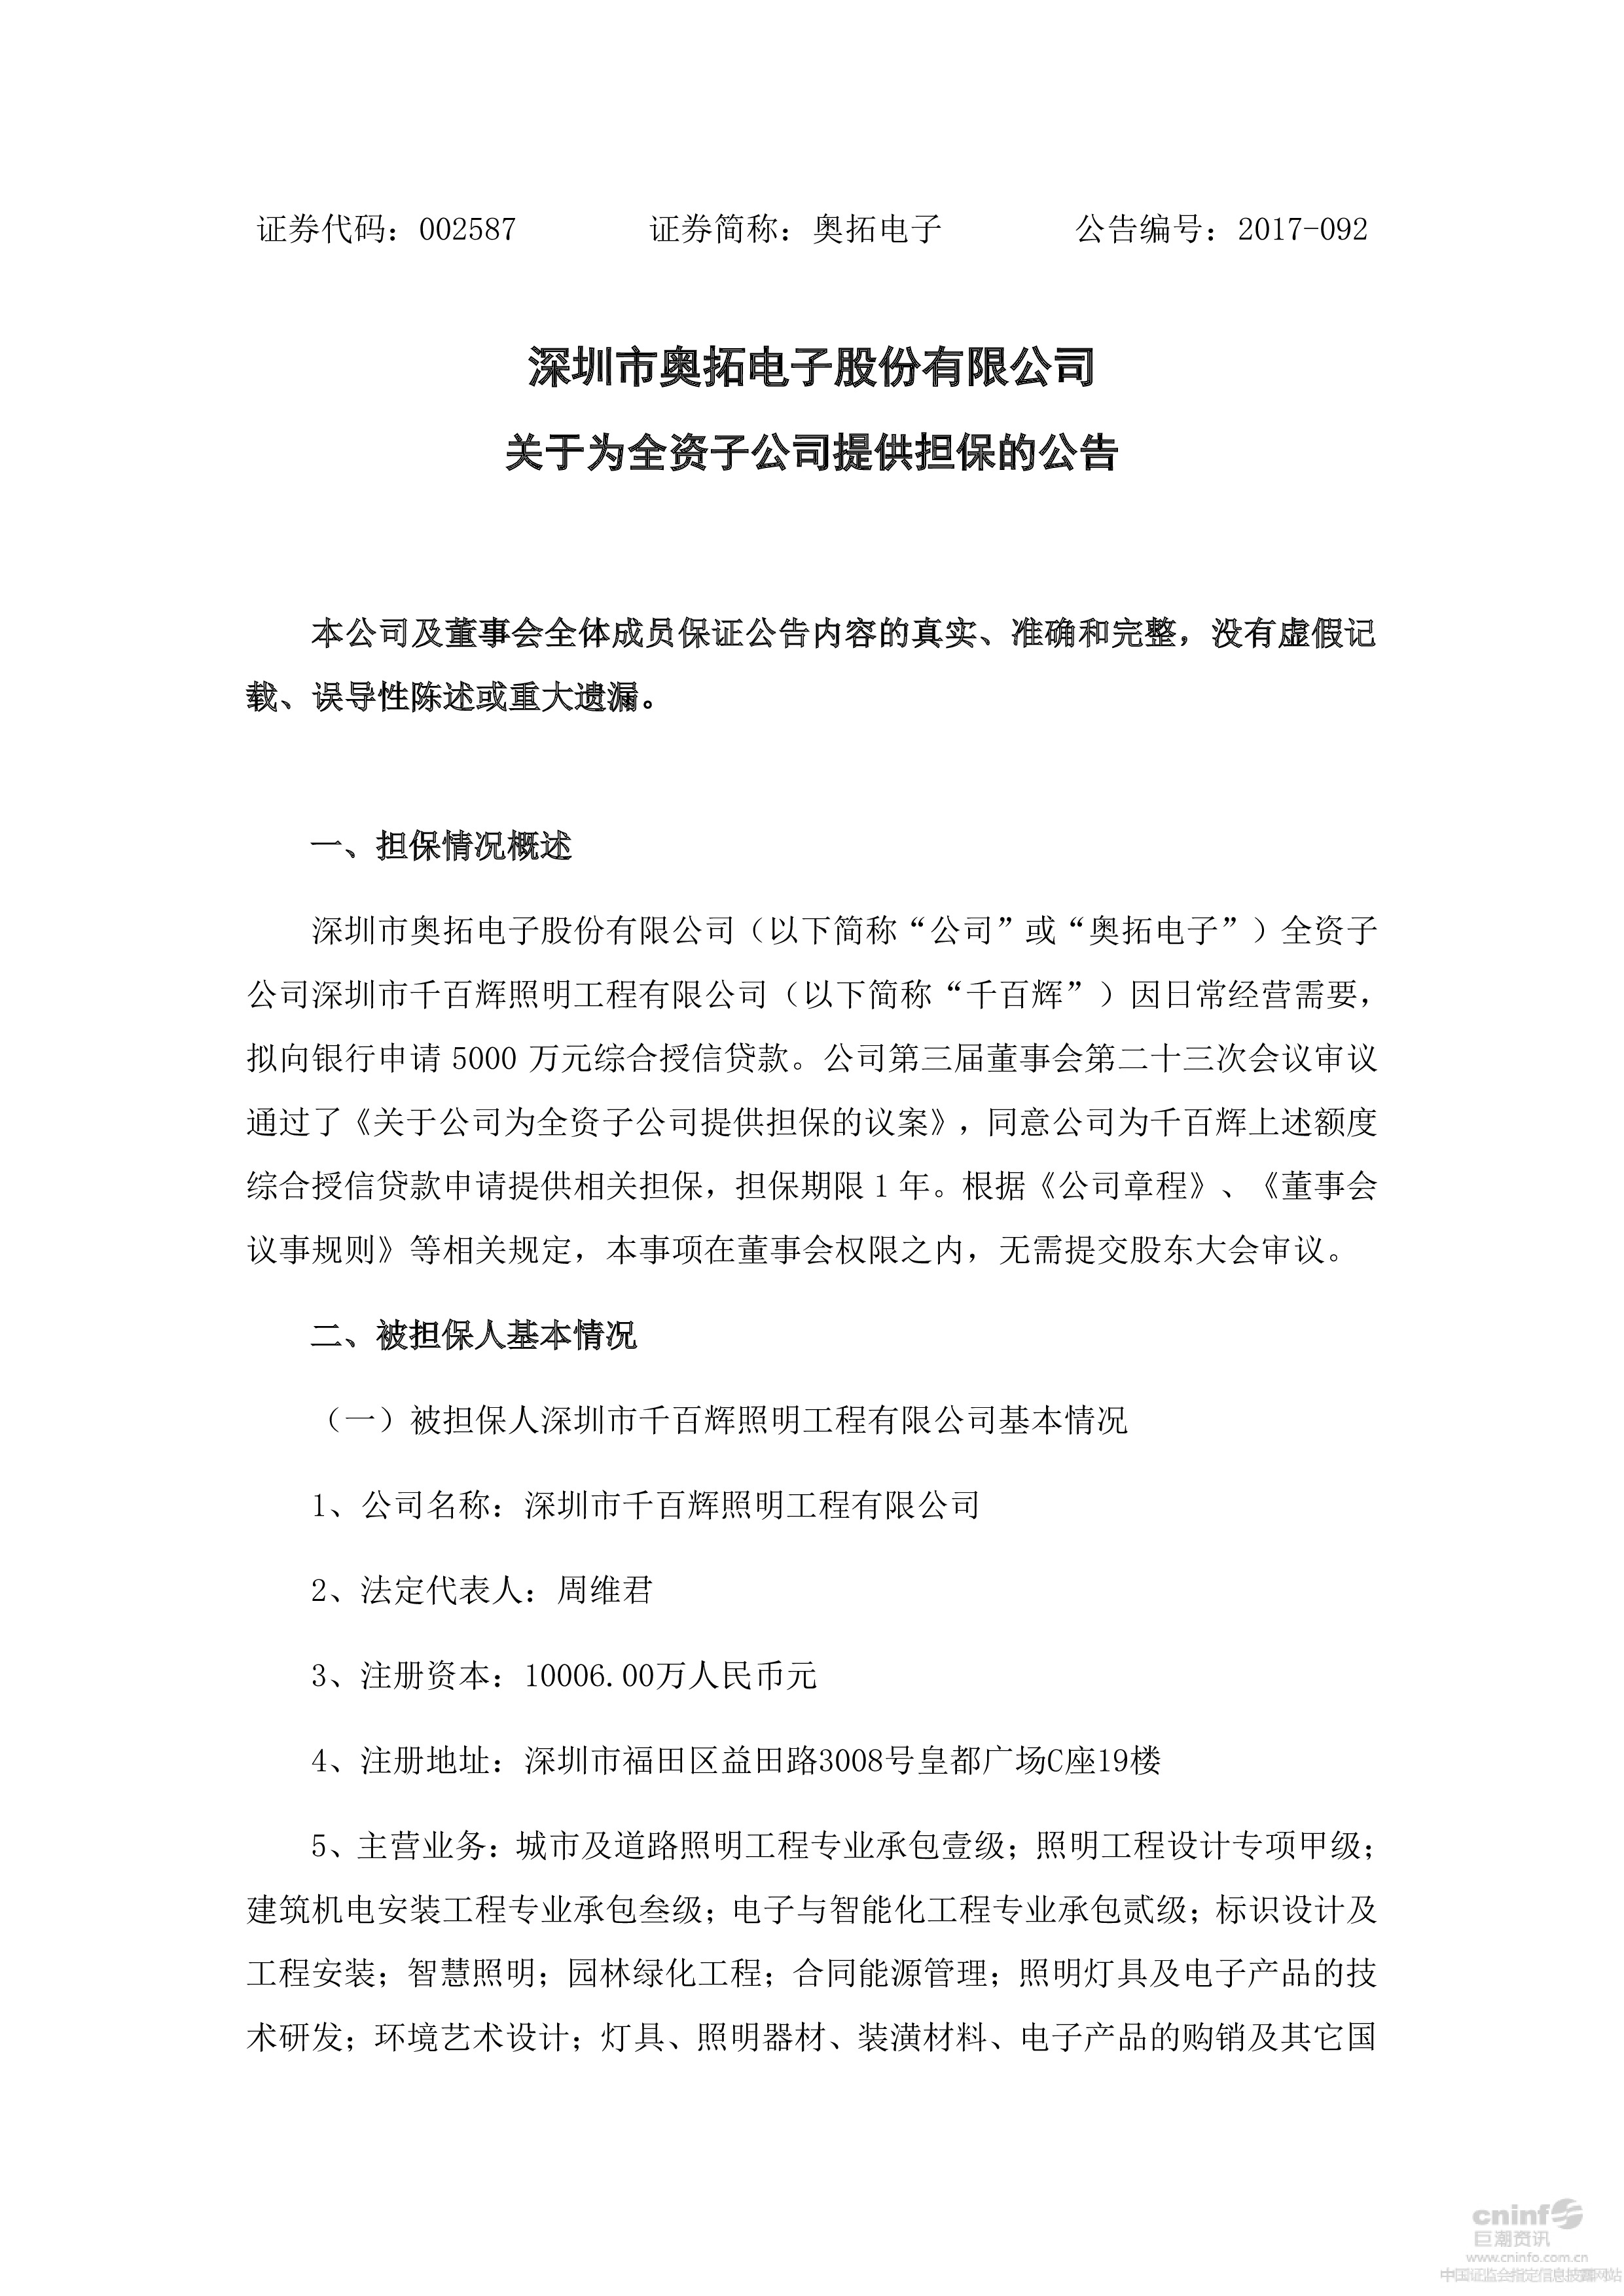 证券代码：002587 证券简称：奥拓电子 公告编号：2017-092
深圳市奥拓电子股份有限公司
关于为全资子公司提供担保的公告
本公司及董事会全体成员保证公告内容的真实、准确和完整，没有虚假记
载、误导性陈述或重大遗漏。
一、担保情况概述
深圳市奥拓电子股份有限公司（以下简称“公司”或“奥拓电子”）全资子
公司深圳市千百辉照明工程有限公司（以下简称“千百辉”）因日常经营需要，
拟向银行申请 5000 万元综合授信贷款。公司第三届董事会第二十三次会议审议
通过了《关于公司为全资子公司提供担保的议案》，同意公司为千百辉上述额度
综合授信贷款申请提供相关担保，担保期限 1 年。根据《公司章程》、《董事会
议事规则》等相关规定，本事项在董事会权限之内，无需提交股东大会审议。
二、被担保人基本情况
（一）被担保人深圳市千百辉照明工程有限公司基本情况
1、公司名称：深圳市千百辉照明工程有限公司
2、法定代表人：周维君
3、注册资本：10006.00万人民币元
4、注册地址：深圳市福田区益田路3008号皇都广场C座19楼
5、主营业务：城市及道路照明工程专业承包壹级；照明工程设计专项甲级；
建筑机电安装工程专业承包叁级；电子与智能化工程专业承包贰级；标识设计及
工程安装；智慧照明；园林绿化工程；合同能源管理；照明灯具及电子产品的技
术研发；环境艺术设计；灯具、照明器材、装潢材料、电子产品的购销及其它国
cninf
巨潮资讯
www.cninfo.com.cn
中国证监会指定信息披露网站